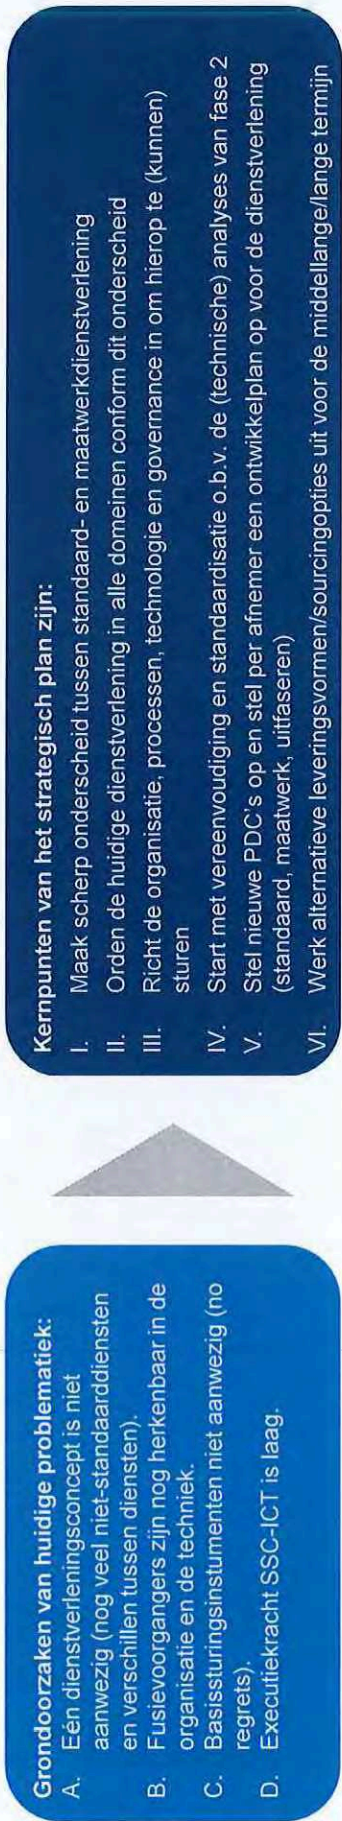 Grondoorzaken van huidige problematiek:
A. Eén dienstverleningsconcept is niet
aanwezig (nog veel niet-standaarddiensten
en verschillen tussen diensten).
B. Fusievoorgangers zijn nog herkenbaar in de
organisatie en de techniek.
C. Basissturingsinstrumenten niet aanwezig (no
regrets).
D. Executiekracht SSC-ICT is laag.
Kernpunten van het strategisch plan zijn:
I. Maak scherp onderscheid tussen standaard- en maatwerkdienstverlening
II. Orden de huidige dienstverlening in alle domeinen conform dit onderscheid
III. Richt de organisatie, processen, technologie en governance in om hierop te (kunnen)
sturen
IV. Start met vereenvoudiging en standaardisatie o.b.v. de (technische) analyses van fase 2
V. Stel nieuwe PDC's op en stel per afnemer een ontwikkelplan op voor de dienstverlening
(standaard, maatwerk, uitfaseren)
VI. Werk alternatieve leveringsvormen/sourcingopties uit voor de middellange/lange termijn